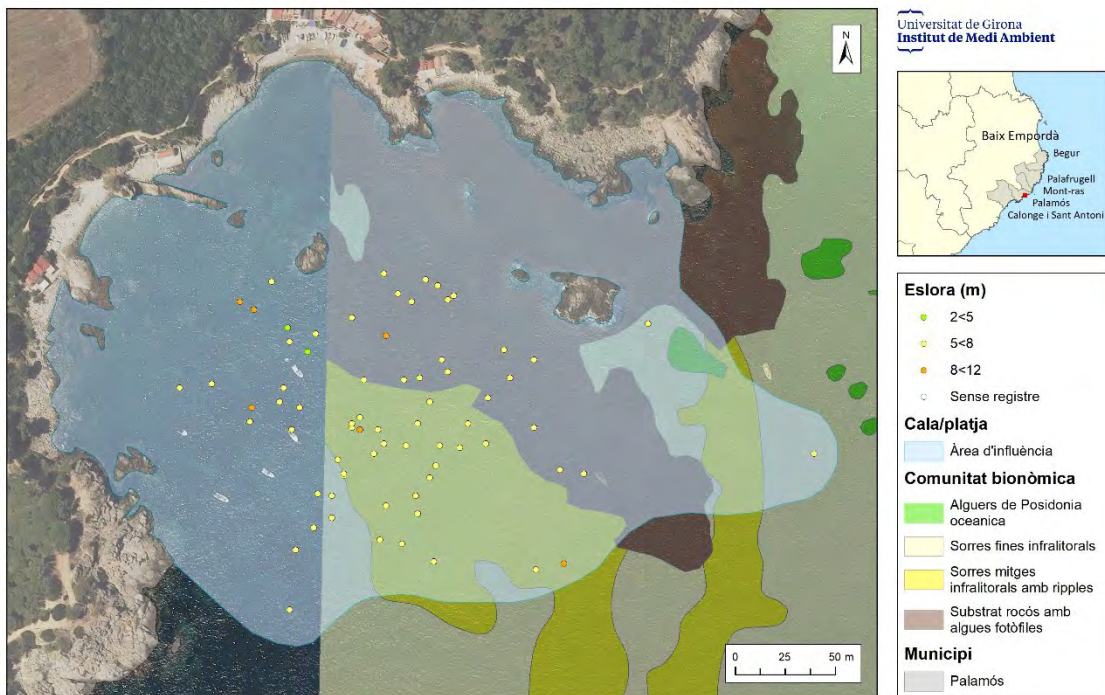 N
0 25 50 m
Universitat de Girona
Institut de Medi Ambient
Baix Empordà
Begur
Palafrugell
Mont-ras
Palamós
Calonge i Sant Antoni
Eslora (m)
2<5
5<8
8<12
Sense registre
Cala/platja
Àrea d'influència
Comunitat bionòmica
Alguers de Posidonia
oceanica
Sorres fines infralitorals
Sorres mitges
infralitorals amb ripples
Substrat rocós amb
algues fotòfiles
Municipi
Palamós